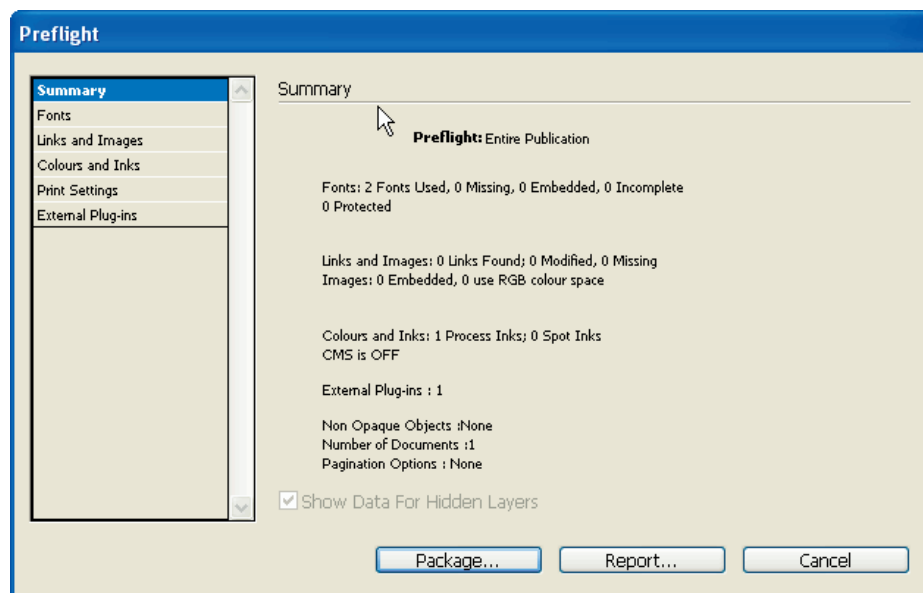 Preflight
Summary
Fonts
Links and Images
Colours and Inks
Print Settings
External Plug-ins
Summary
Preflight: Entire Publication
Fonts: 2 Fonts Used, 0 Missing, 0 Embedded, 0 Incomplete
0 Protected
Links and Images: 0 Links Found; 0 Modified, 0 Missing
Images: 0 Embedded, 0 use RGB colour space
Colours and Inks: 1 Process Inks; 0 Spot Inks
CMS is OFF
External Plug-ins : 1
Non Opaque Objects :None
Number of Documents :1
Pagination Options : None
Show Data For Hidden Layers
Package... Report... Cancel